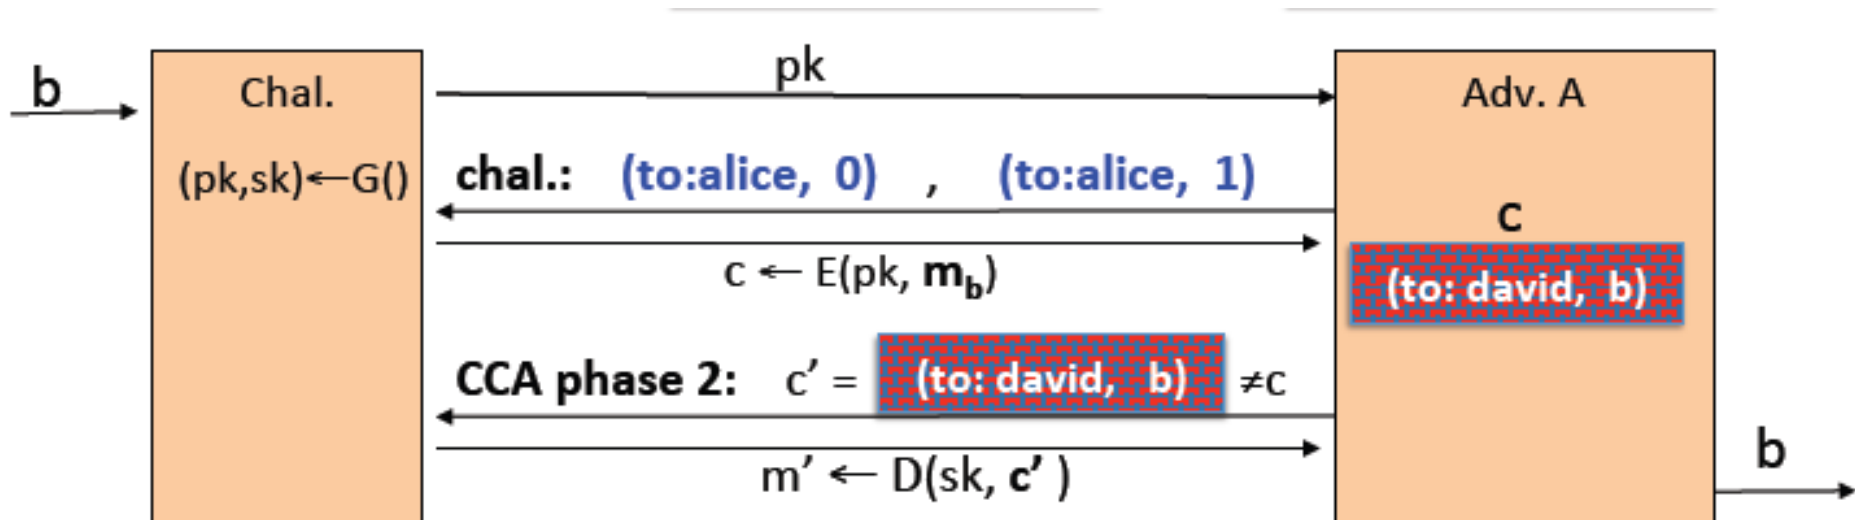 b
Chal.
(pk,sk)←G()
pk
chal.: (to:alice, 0) , (to:alice, 1)
c ← E(pk, m_b)
CCA phase 2: c’ = (to: david, b) ≠c
m’ ← D(sk, c’ )
Adv. A
C
(to: david, b)
b